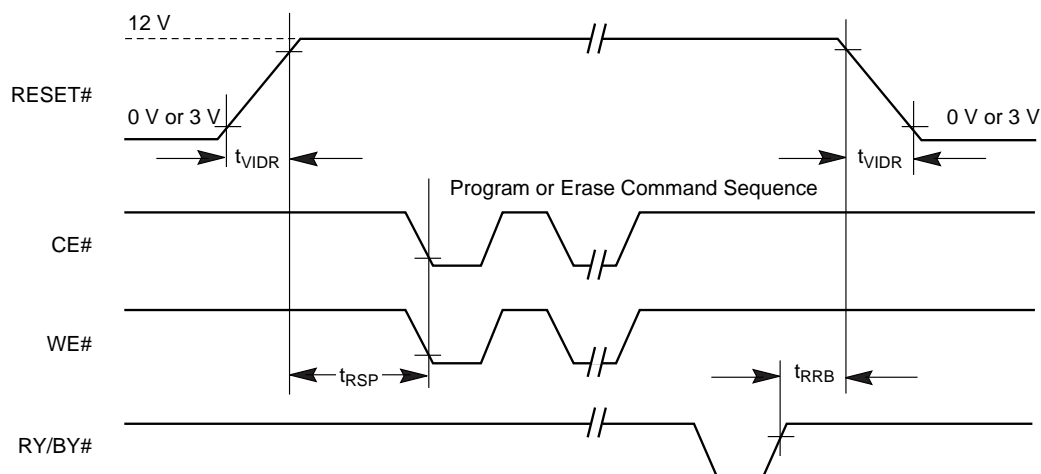 12 V
RESET#
0 V or 3 V
0 V or 3 V
tVIDR
tVIDR
Program or Erase Command Sequence
CE#
WE#
tRSP
tRRB
RY/BY#